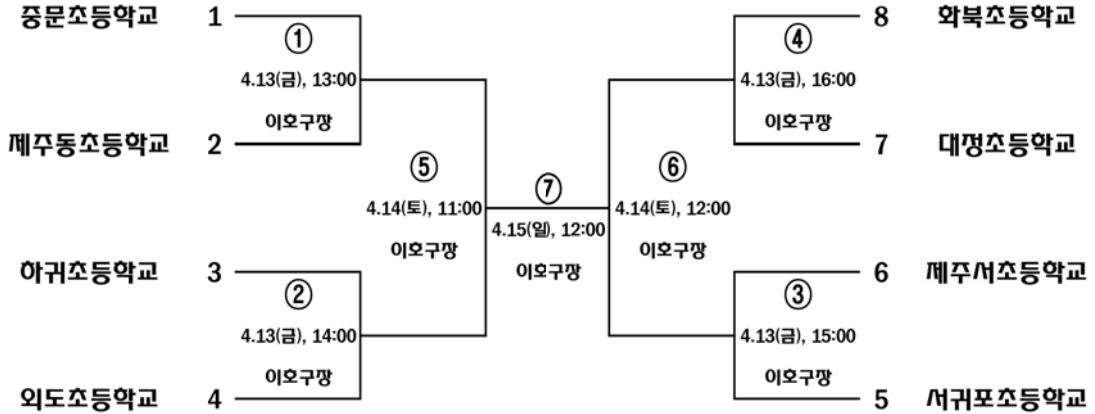 중문초등학교 1
①
4.13(금), 13:00
이호구장
제주동초등학교 2
⑤
4.14(토), 11:00
이호구장
하귀초등학교 3
②
4.13(금), 14:00
이호구장
외도초등학교 4
⑦
4.15(일), 12:00
이호구장
8 화북초등학교
④
4.13(금), 16:00
이호구장
7 대정초등학교
⑥
4.14(토), 12:00
이호구장
6 제주서초등학교
③
4.13(금), 15:00
이호구장
5 서귀포초등학교